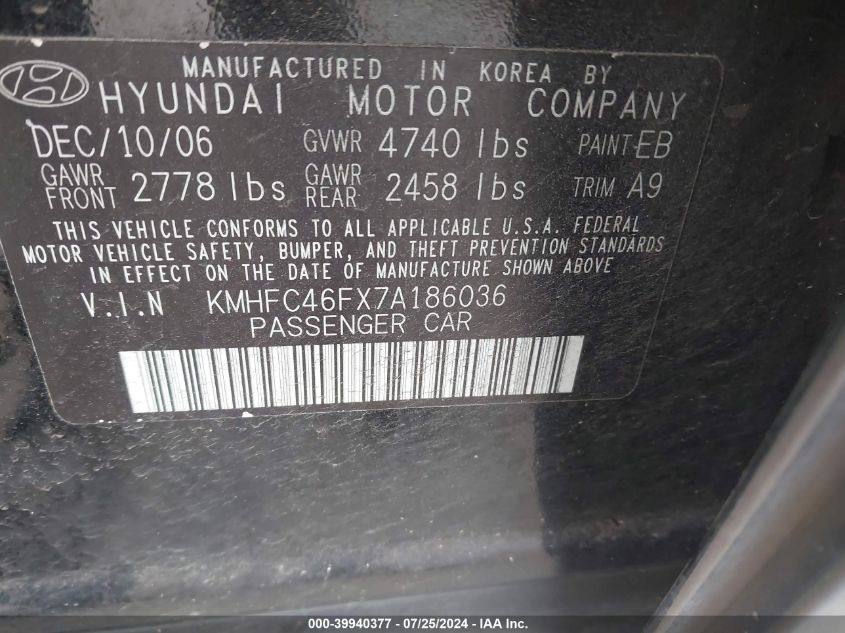 MANUFACTURED IN KOREA BY
HYUNDAI MOTOR COMPANY
DEC/10/06 GVWR 4740 lbs PAINT EB
GAWR FRONT 2778 lbs GAWR REAR 2458 lbs TRIM A9
THIS VEHICLE CONFORMS TO ALL APPLICABLE U.S.A. FEDERAL
MOTOR VEHICLE SAFETY, BUMPER, AND THEFT PREVENTION STANDARDS
IN EFFECT ON THE DATE OF MANUFACTURE SHOWN ABOVE
V.I.N KMHFC46FX7A186036
PASSENGER CAR
000-39940377 - 07/25/2024 - IAA Inc.